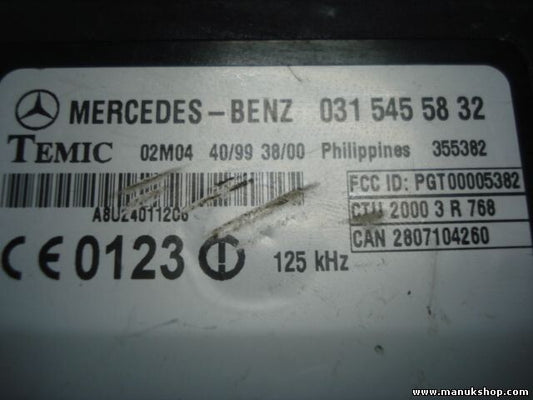 MERCEDES-BENZ 031 545 58 32
TEMIC 02M04 40/99 38/00 Philippines 355382
FCC ID: PGT00005382
A8U24011206
CTU 2000 3 R 768
CAN 2807104260
CE 0123 125 kHz
www.manukshop.com